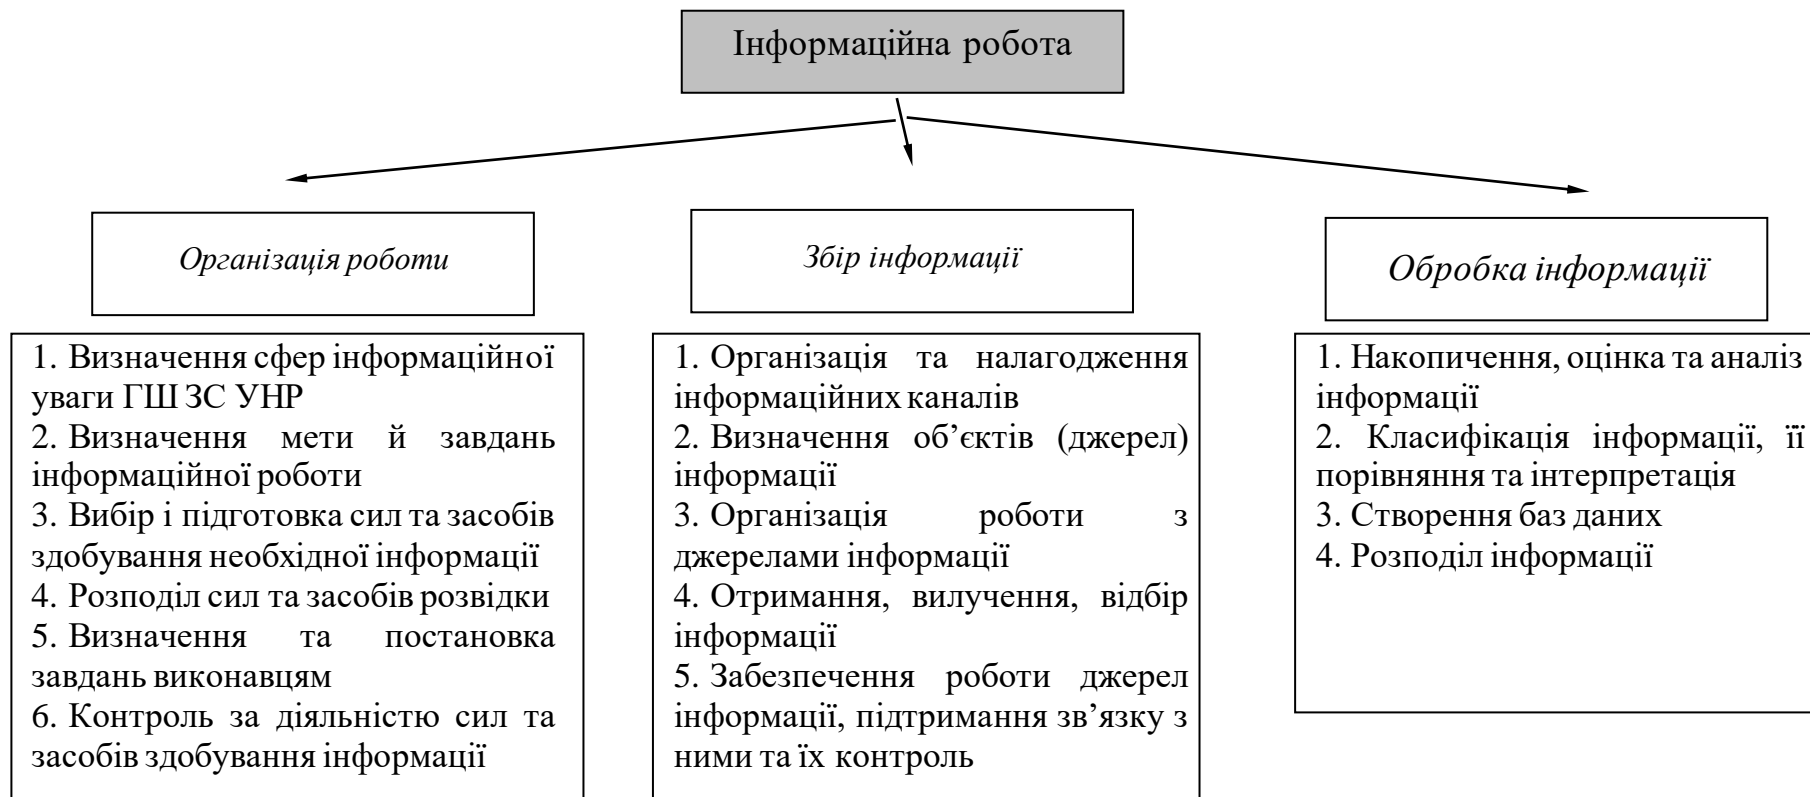 Інформаційна робота
Організація роботи
Збір інформації
Обробка інформації
1. Визначення сфер інформаційної
уваги ГШ ЗС УНР
2. Визначення мети й завдань
інформаційної роботи
3. Вибір і підготовка сил та засобів
здобування необхідної інформації
4. Розподіл сил та засобів розвідки
5. Визначення та постановка
завдань виконавцям
6. Контроль за діяльністю сил та
засобів здобування інформації
1. Організація та налагодження
інформаційних каналів
2. Визначення об’єктів (джерел)
інформації
3. Організація роботи з
джерелами інформації
4. Отримання, вилучення, відбір
інформації
5. Забезпечення роботи джерел
інформації, підтримання зв’язку з
ними та їх контроль
1. Накопичення, оцінка та аналіз
інформації
2. Класифікація інформації, її
порівняння та інтерпретація
3. Створення баз даних
4. Розподіл інформації